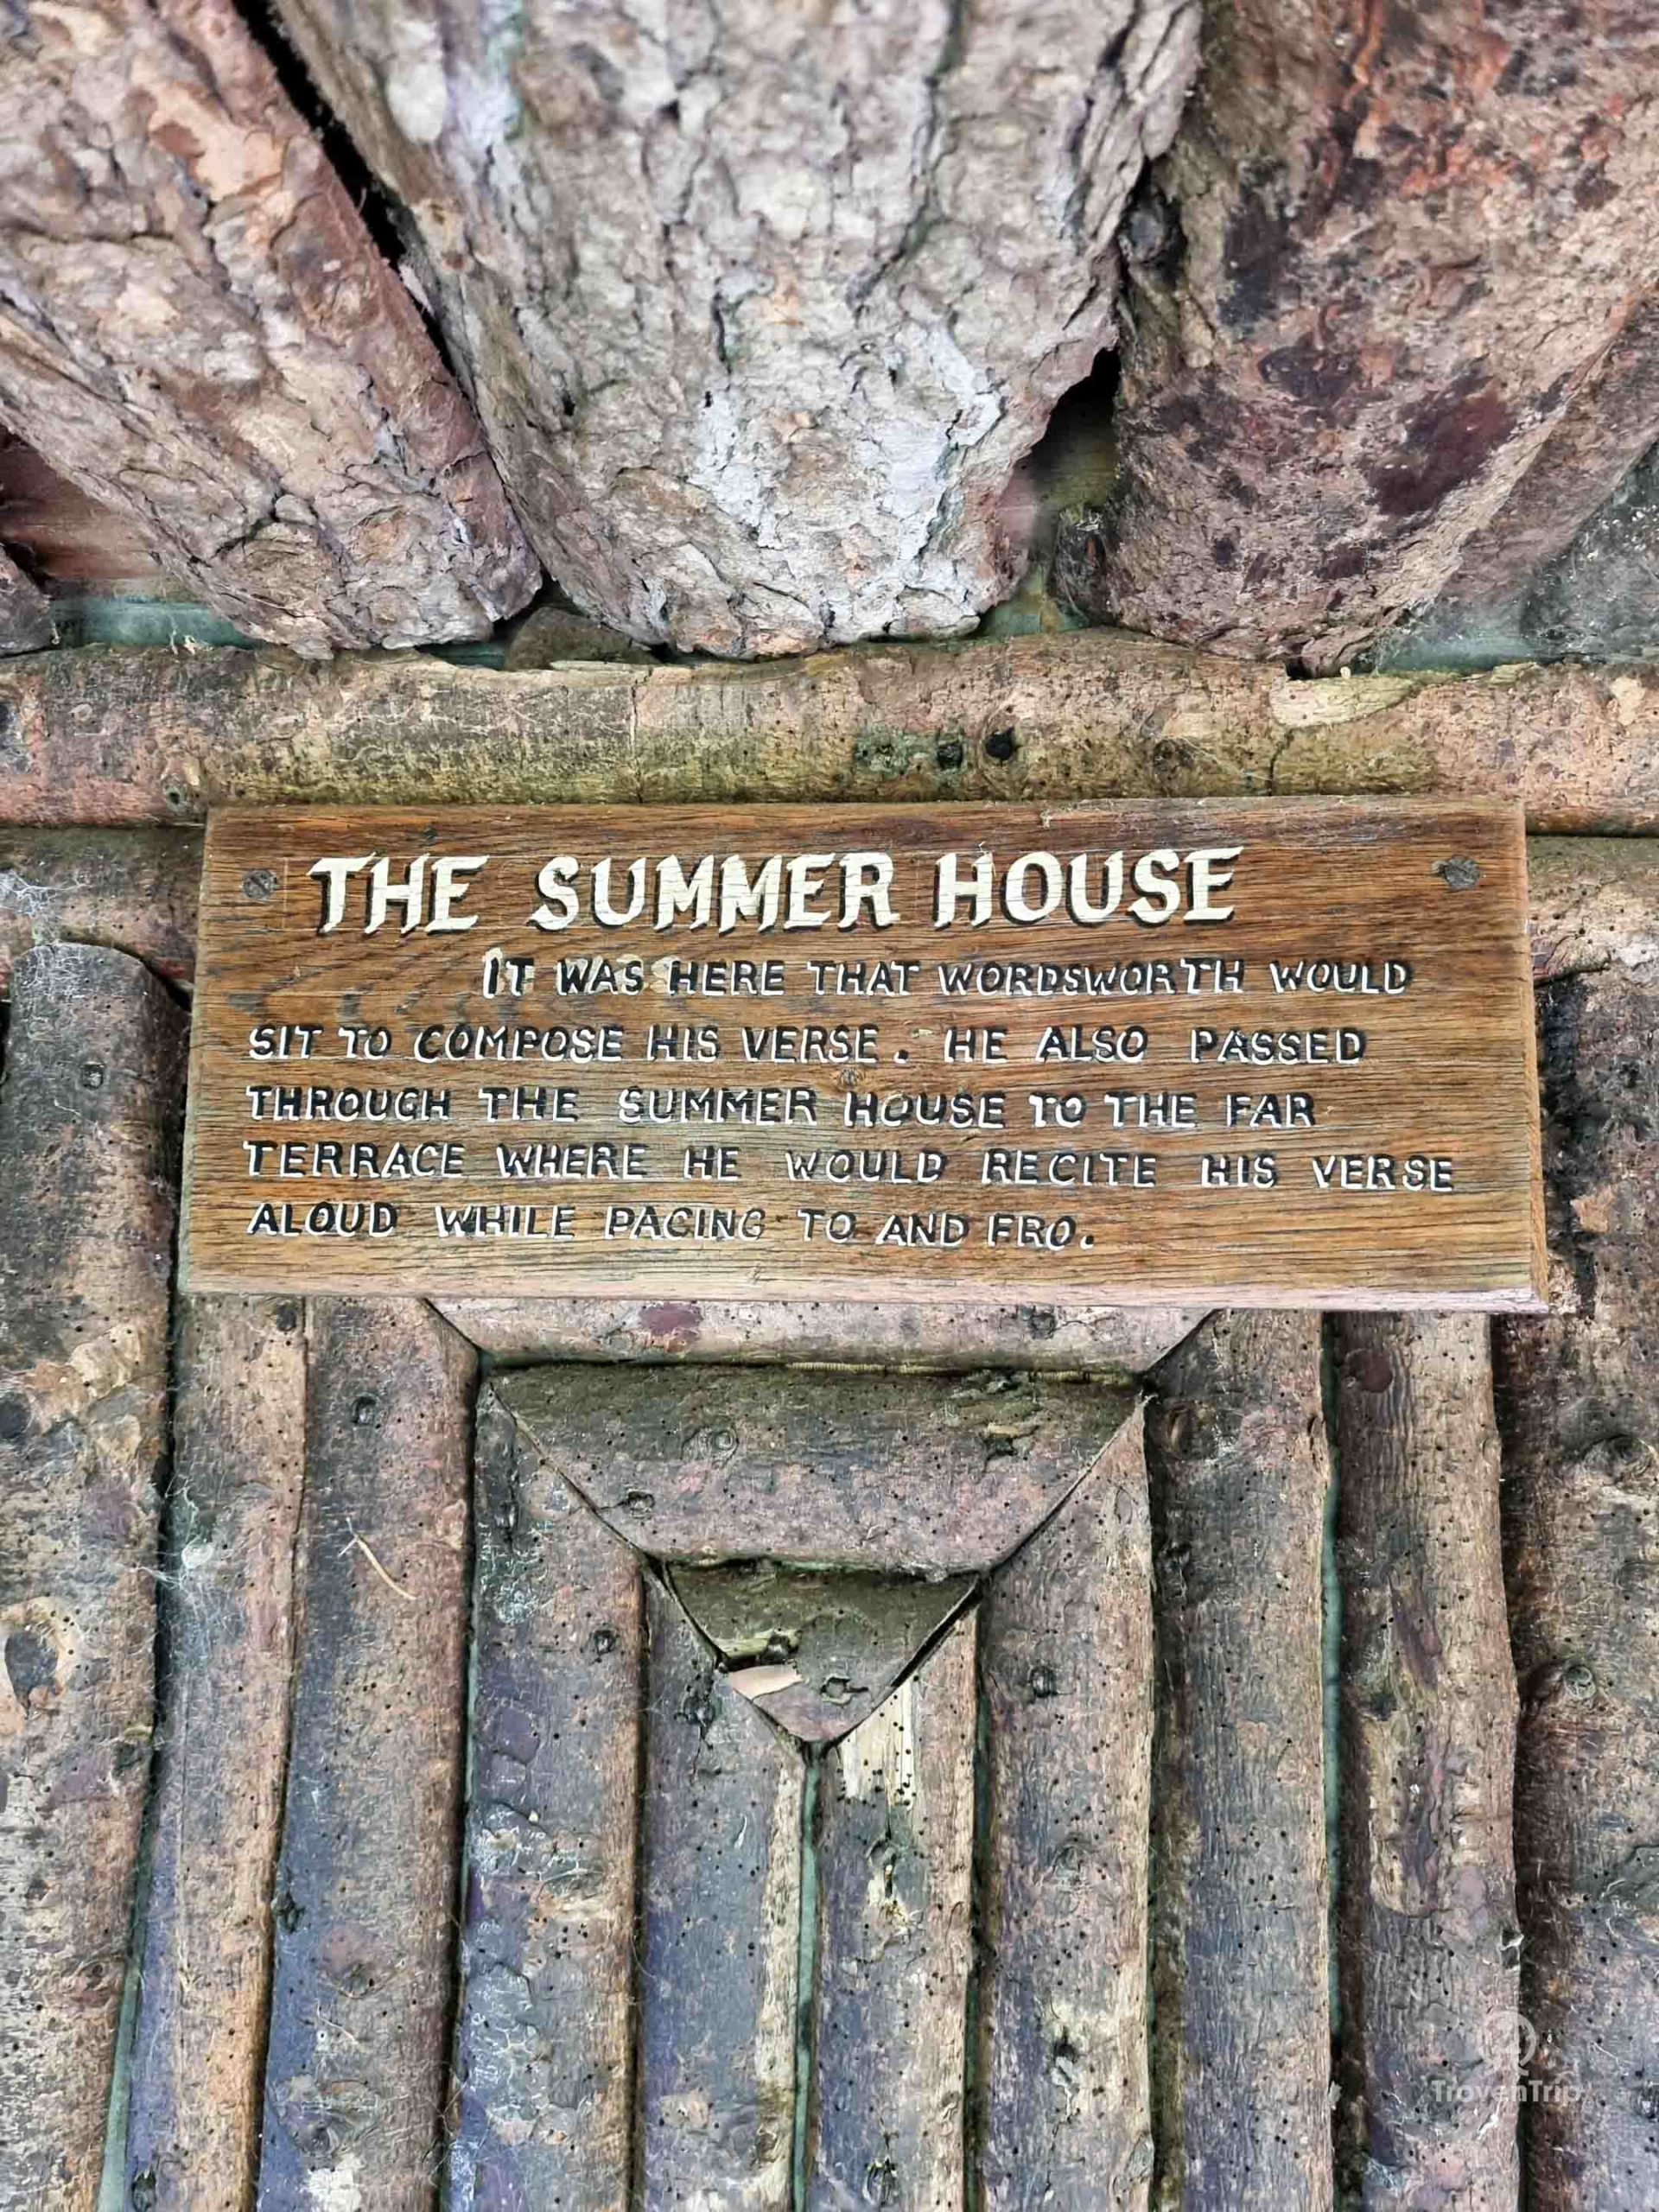 THE SUMMER HOUSE
IT WAS HERE THAT WORDSWORTH WOULD
SIT TO COMPOSE HIS VERSE. HE ALSO PASSED
THROUGH THE SUMMER HOUSE TO THE FAR
TERRACE WHERE HE WOULD RECITE HIS VERSE
ALOUD WHILE PACING TO AND FRO.
TrovenTrip